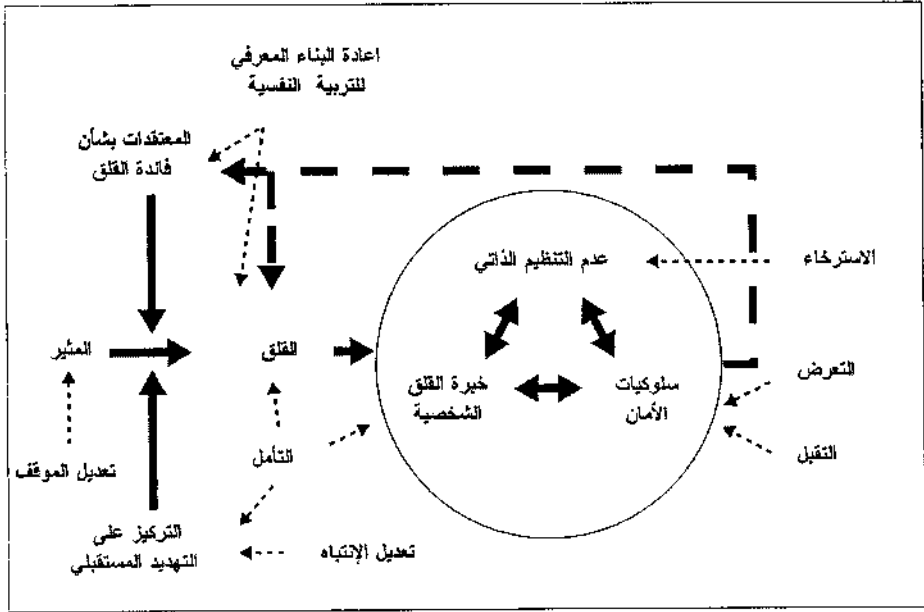 اعادة البناء المعرفي
للتربية النفسية
المعتقدات بشأن
فائدة القلق
عدم التنظيم الذاتي
الاسترخاء
المثير
القلق
خبرة القلق
الشخصية
سلوكيات
الأمان
التعرض
التقبل
التأمل
تعديل الموقف
التركيز على
التهديد المستقبلي
تعديل الإنتباه